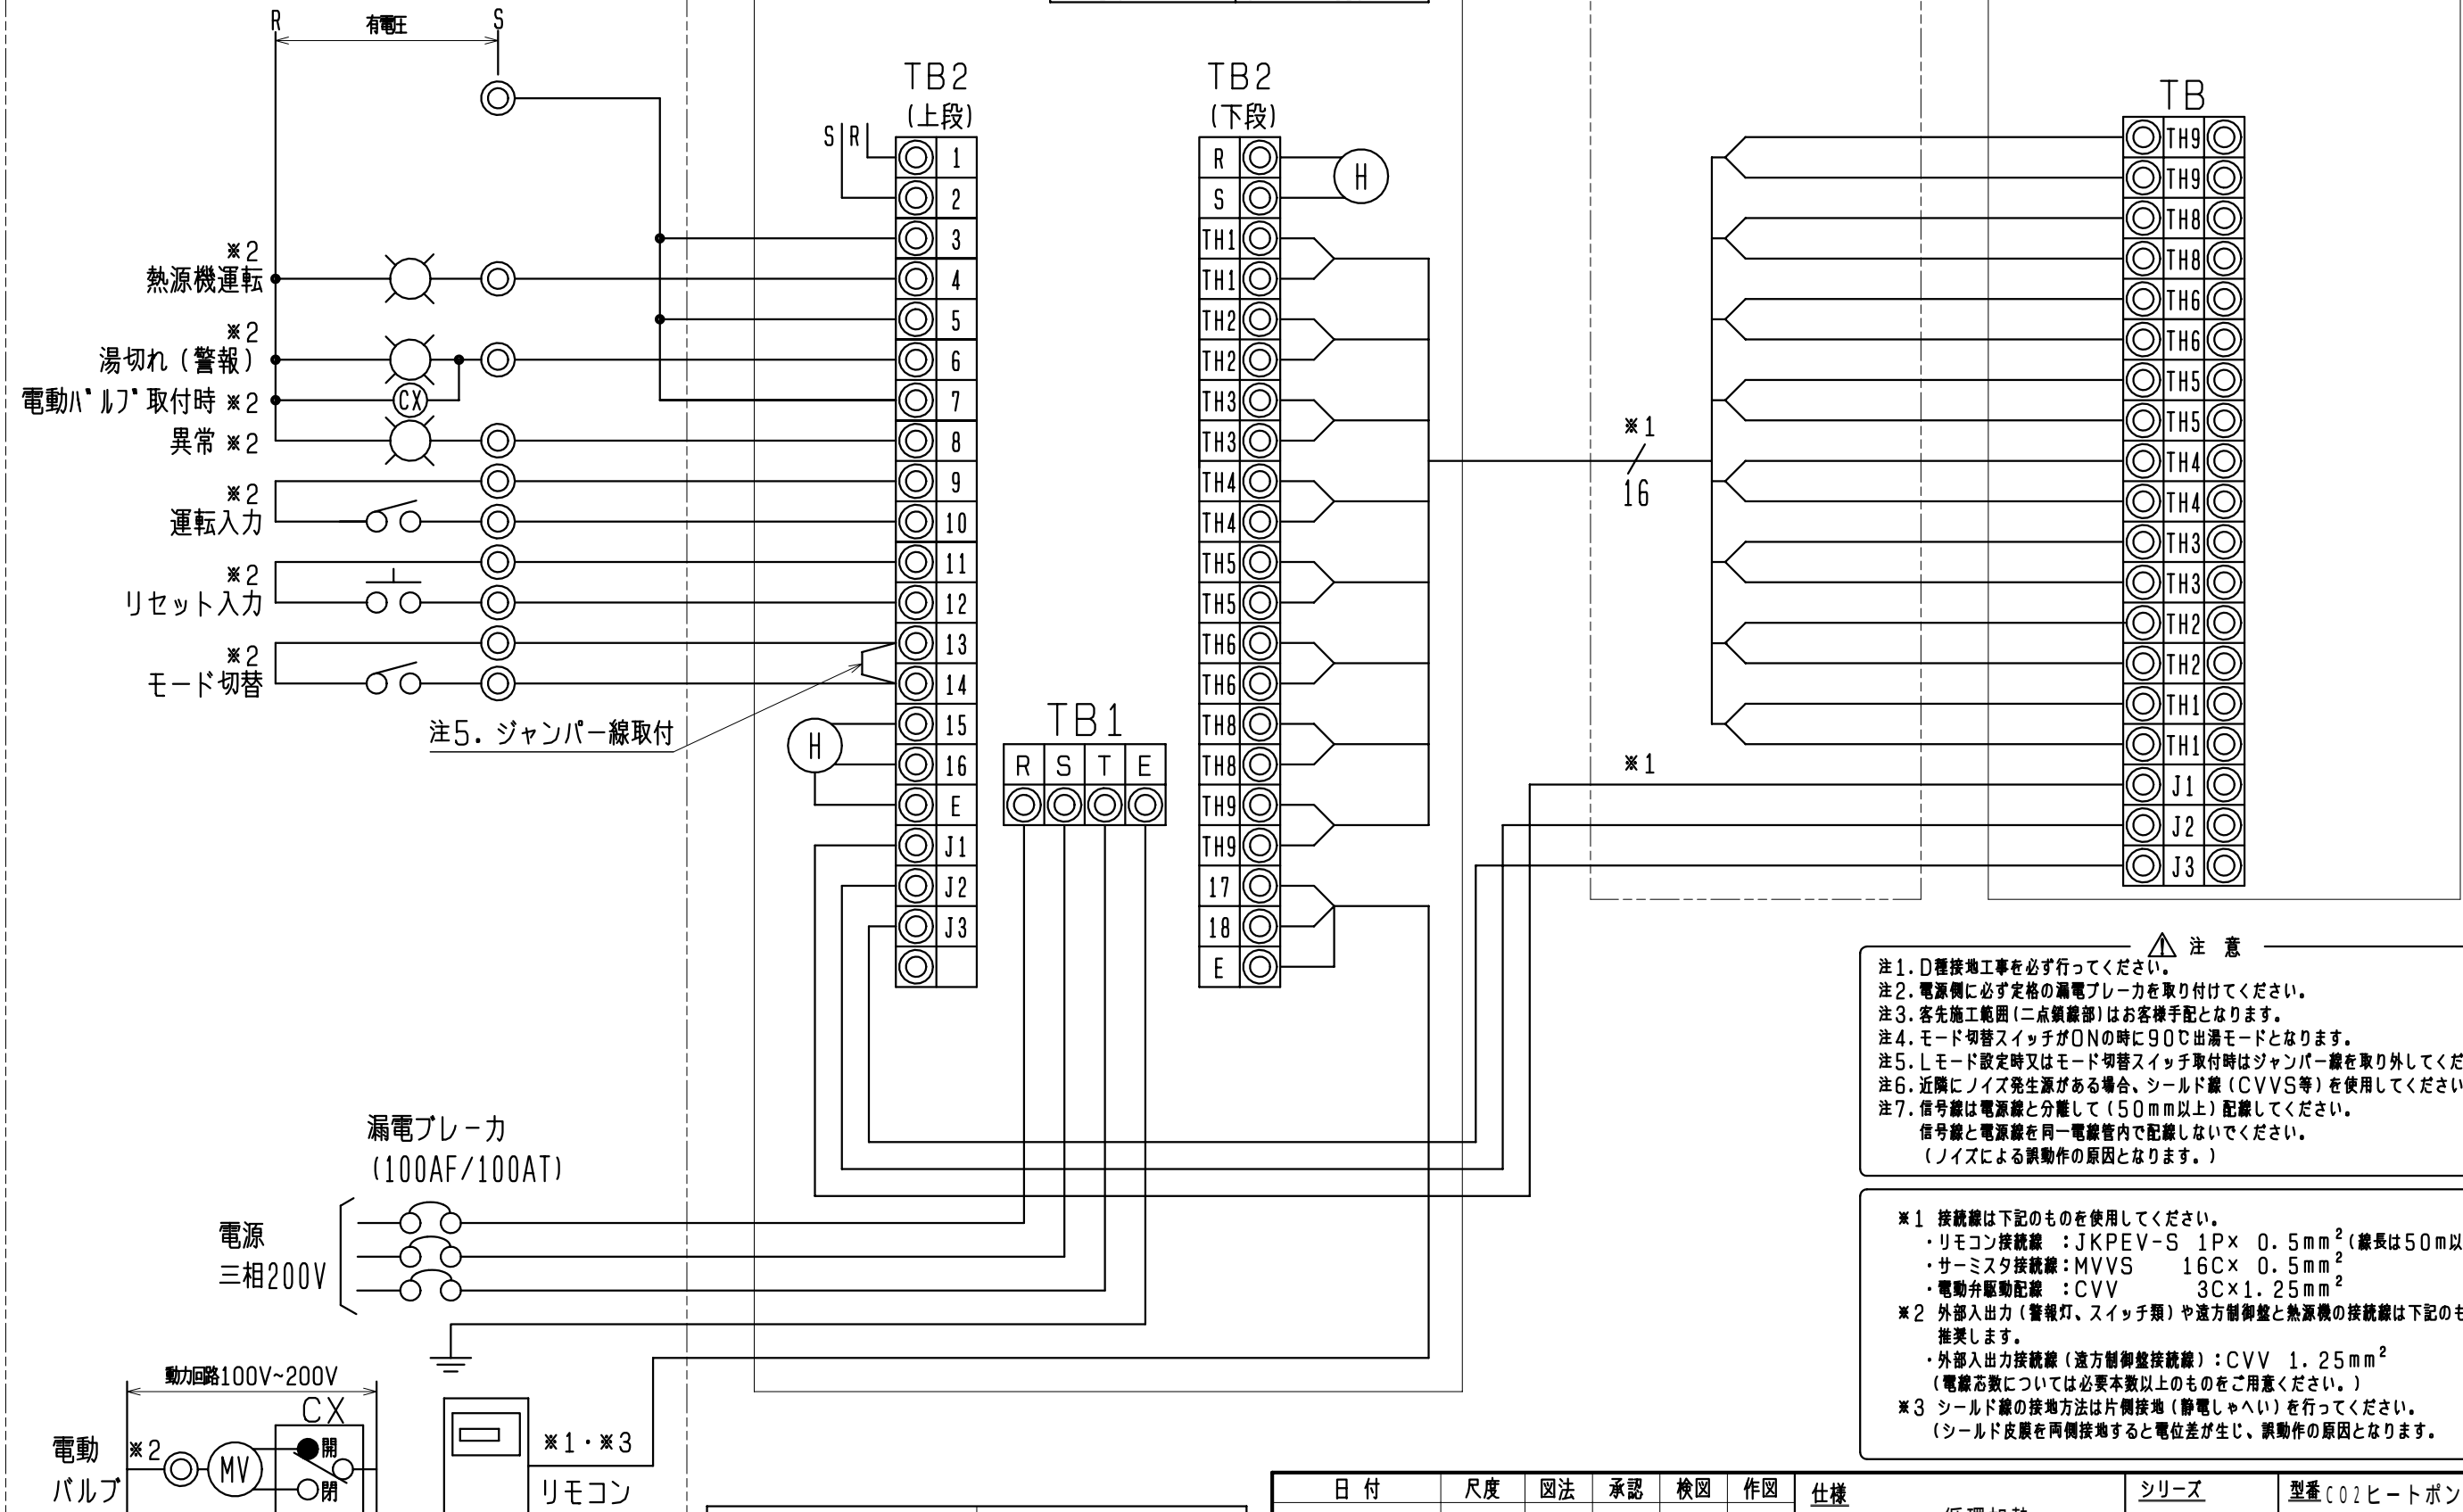 R 有電圧 S
TB2
(上段)
S R
1
2
3
4
5
6
7
8
9
10
11
12
13
14
15
16
E
J1
J2
J3
※2
熱源機運転
※2
湯切れ(警報)
電動バルブ取付時 ※2
CX
異常 ※2
※2
運転入力
※2
リセット入力
※2
モード切替
注5. ジャンパー線取付
H
TB1
R S T E
TB2
(下段)
R
S
TH1
TH1
TH2
TH2
TH3
TH3
TH4
TH4
TH5
TH5
TH6
TH6
TH8
TH8
TH9
TH9
17
18
E
H
※1
16
※1
TB
TH9
TH9
TH8
TH8
TH6
TH6
TH5
TH5
TH4
TH4
TH3
TH3
TH2
TH2
TH1
TH1
J1
J2
J3
漏電ブレーカ
(100AF/100AT)
電源
三相200V
動力回路100V~200V
CX
電動
バルブ
※2
MV
開
閉
※1・※3
リモコン
注 意
注1. D種接地工事を必ず行ってください。
注2. 電源側に必ず定格の漏電ブレーカを取り付けてください。
注3. 客先施工範囲(二点鎖線部)はお客様手配となります。
注4. モード切替スイッチがONの時に90℃出湯モードとなります。
注5. Lモード設定時又はモード切替スイッチ取付時はジャンパー線を取り外してくだ
注6. 近隣にノイズ発生源がある場合、シールド線(CVVS等)を使用してください
注7. 信号線は電源線と分離して(50mm以上)配線してください。
信号線と電源線を同一電線管内で配線しないでください。
(ノイズによる誤動作の原因となります。)
※1 接続線は下記のものを使用してください。
・リモコン接続線 :JKPEV-S 1P× 0.5mm²(線長は50m以
・サーミスタ接続線:MVVS 16C× 0.5mm²
・電動弁駆動配線 :CVV 3C×1.25mm²
※2 外部入出力(警報灯、スイッチ類)や遠方制御盤と熱源機の接続線は下記のも
推奨します。
・外部入出力接続線(遠方制御盤接続線):CVV 1.25mm²
(電線芯数については必要本数以上のものをご用意ください。)
※3 シールド線の接地方法は片側接地(静電しゃへい)を行ってください。
(シールド皮膜を両側接地すると電位差が生じ、誤動作の原因となります。
日 付 尺度 図法 承認 検図 作図 仕様 シリーズ 型番 CO2ヒートポン